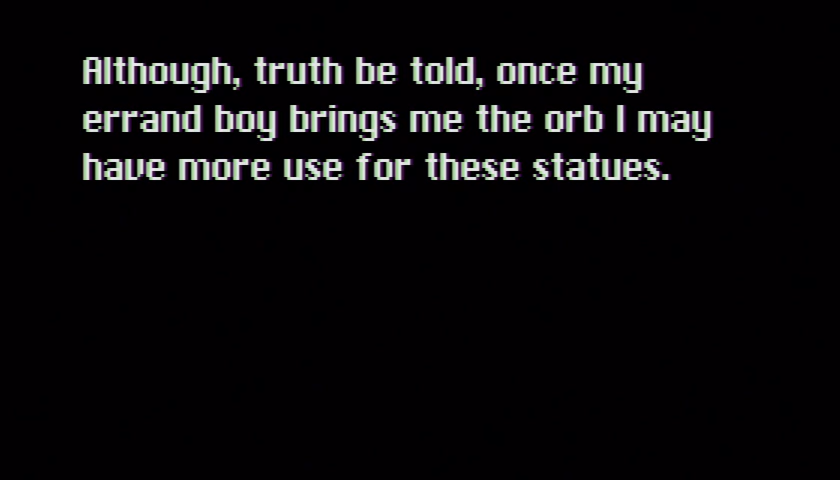 Although, truth be told, once my
errand boy brings me the orb I may
have more use for these statues.